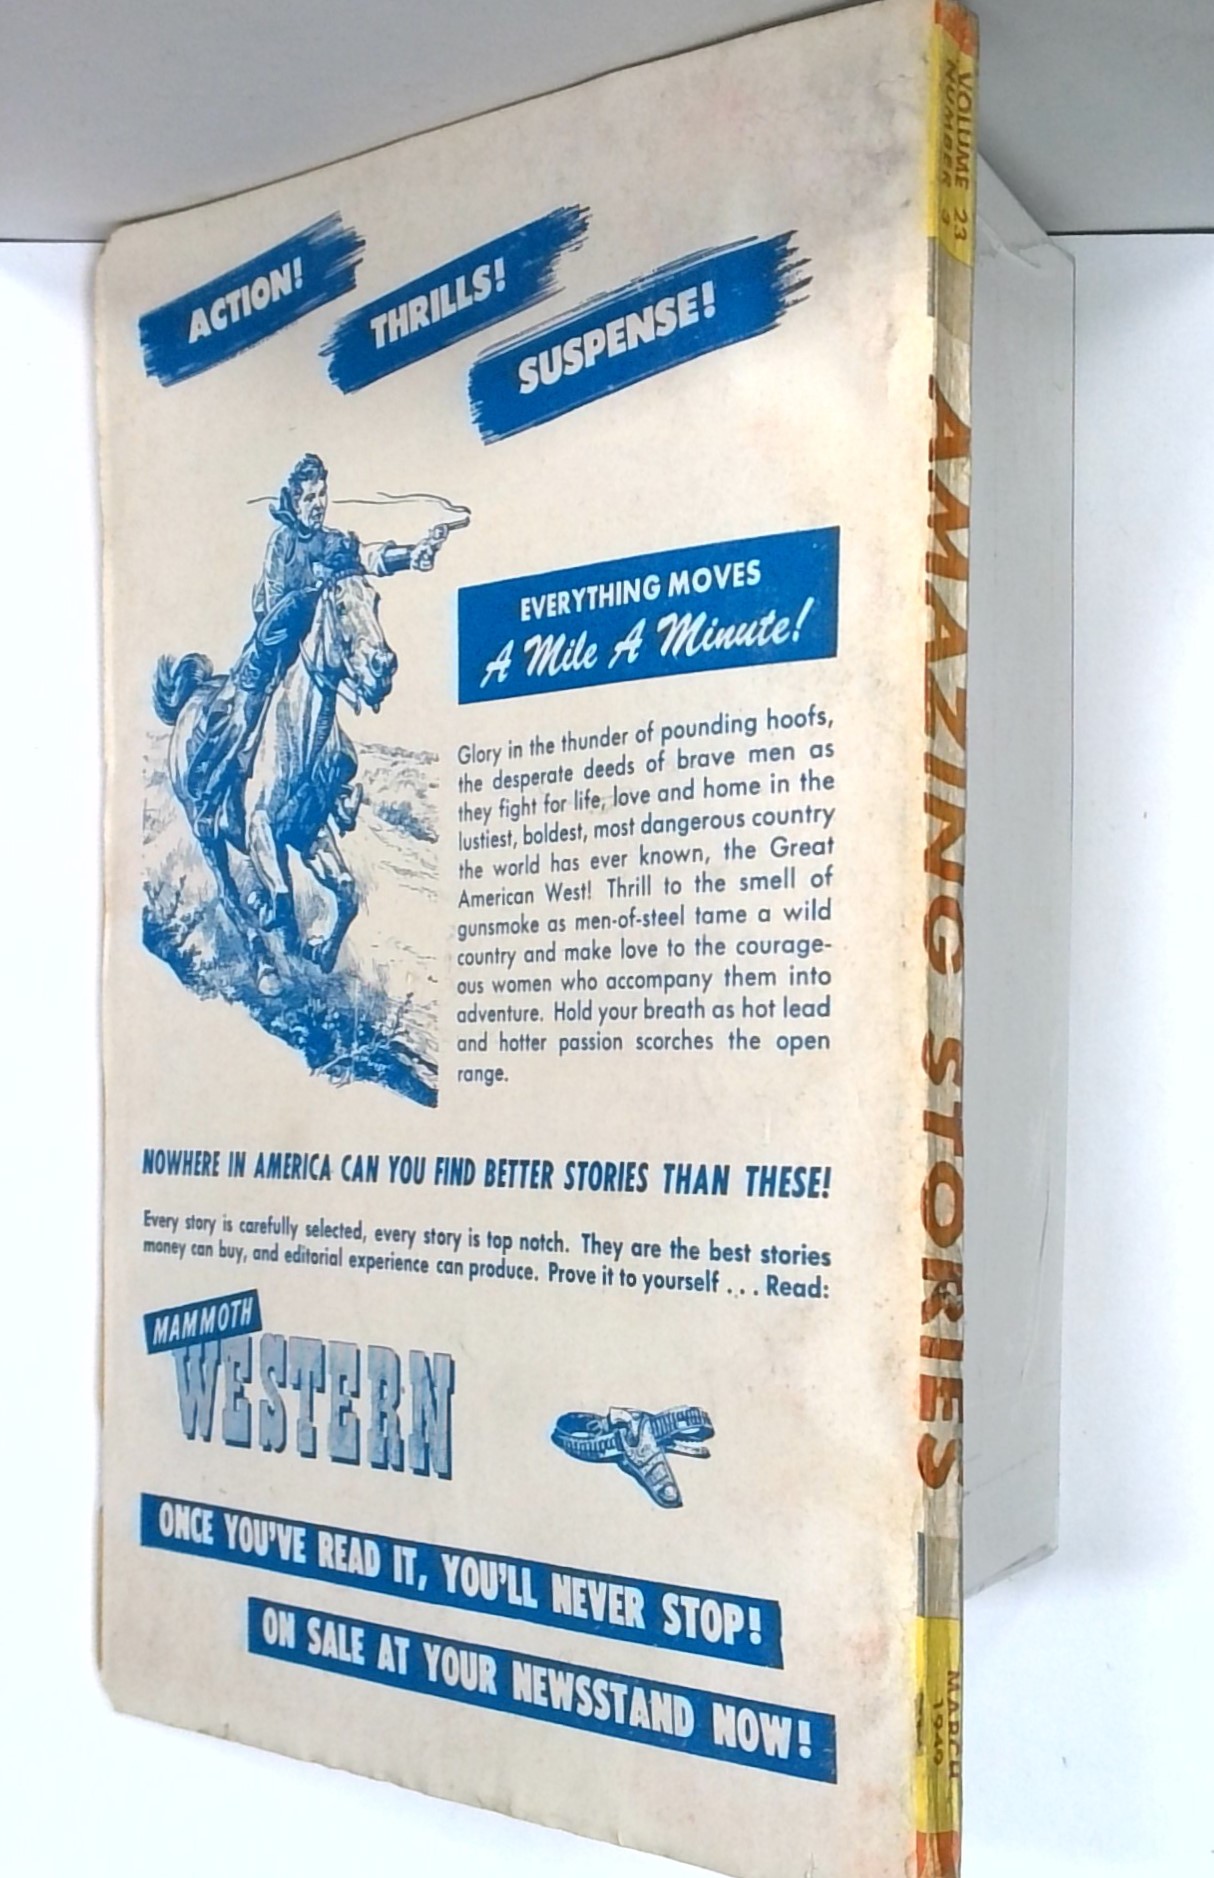 ACTION!
THRILLS!
SUSPENSE!
EVERYTHING MOVES
A Mile A Minute!
Glory in the thunder of pounding hoofs,
the desperate deeds of brave men as
they fight for life, love and home in the
lustiest, boldest, most dangerous country
the world has ever known, the Great
American West! Thrill to the smell of
gunsmoke as men-of-steel tame a wild
country and make love to the courage-
ous women who accompany them into
adventure. Hold your breath as hot lead
and hotter passion scorches the open
range.
NOWHERE IN AMERICA CAN YOU FIND BETTER STORIES THAN THESE!
Every story is carefully selected, every story is top notch. They are the best stories
money can buy, and editorial experience can produce. Prove it to yourself . . . Read:
MAMMOTH
WESTERN
ONCE YOU'VE READ IT, YOU'LL NEVER STOP!
ON SALE AT YOUR NEWSSTAND NOW!
VOLUME 23
NUMBER 3
AMAZING STORIES
MARCH
1949